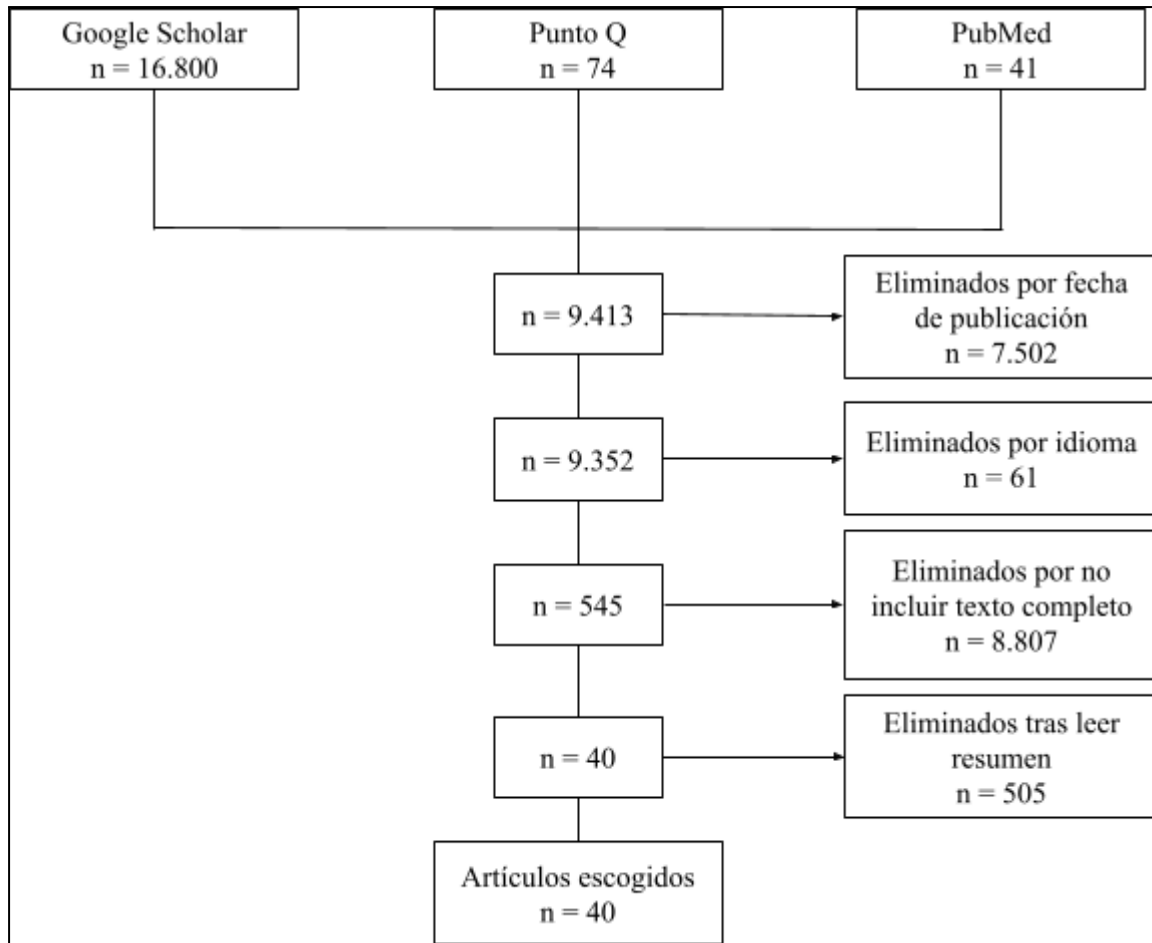 Google Scholar
n = 16.800
Punto Q
n = 74
PubMed
n = 41
n = 9.413
Eliminados por fecha
de publicación
n = 7.502
n = 9.352
Eliminados por idioma
n = 61
n = 545
Eliminados por no
incluir texto completo
n = 8.807
n = 40
Eliminados tras leer
resumen
n = 505
Artículos escogidos
n = 40